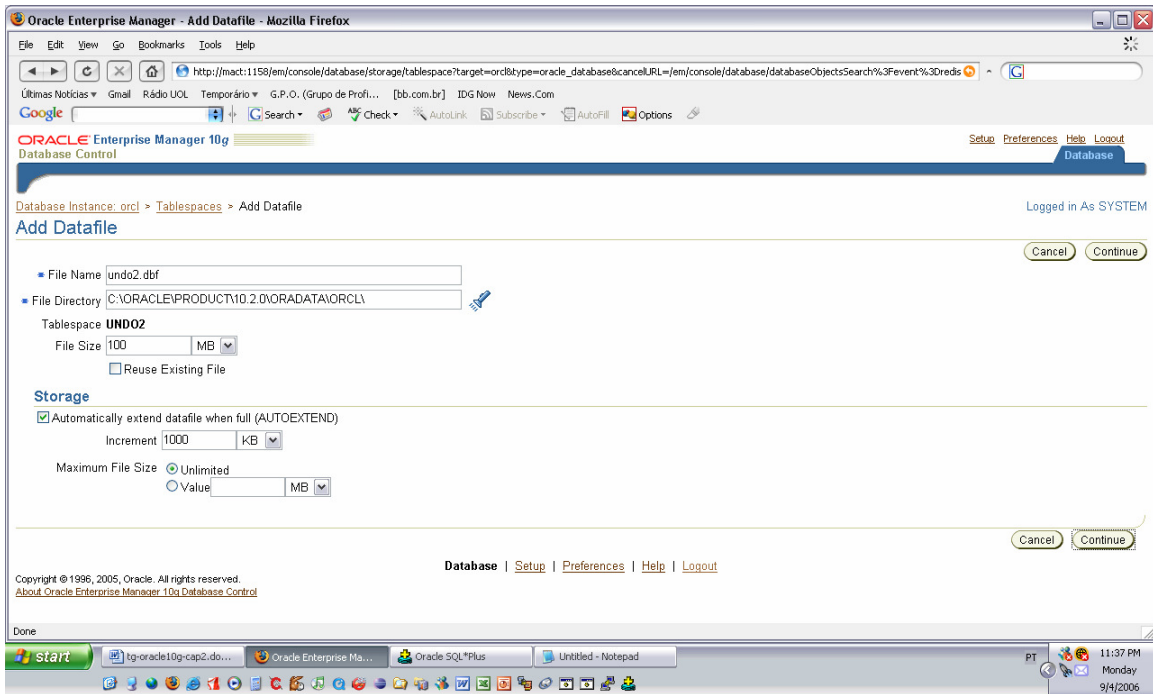 Oracle Enterprise Manager - Add Datafile - Mozilla Firefox
File Edit View Go Bookmarks Tools Help
http://mact:1158/em/console/database/storage/tablespace?target=orcl&type=oracle_database&cancelURL=/em/console/database/databaseObjectsSearch%3Fevent%3Dredis
Últimas Notícias Gmail Rádio UOL Temporário G.P.O. (Grupo de Profi... [bb.com.br] IDG Now News.Com
Google Search Check AutoLink Subscribe AutoFill Options
ORACLE Enterprise Manager 10g
Database Control
Setup Preferences Help Logout
Database
Database Instance: orcl > Tablespaces > Add Datafile
Logged in As SYSTEM
Add Datafile
Cancel Continue
File Name undo2.dbf
File Directory C:\ORACLE\PRODUCT\10.2.0\ORADATA\ORCL\
Tablespace UNDO2
File Size 100 MB
Reuse Existing File
Storage
Automatically extend datafile when full (AUTOEXTEND)
Increment 1000 KB
Maximum File Size Unlimited
Value MB
Cancel Continue
Database | Setup | Preferences | Help | Logout
Copyright © 1996, 2005, Oracle. All rights reserved.
About Oracle Enterprise Manager 10g Database Control
Done
start tg-oracle10g-cap2.do... Oracle Enterprise Ma... Oracle SQL*Plus Untitled - Notepad PT 11:37 PM
Monday
9/4/2006